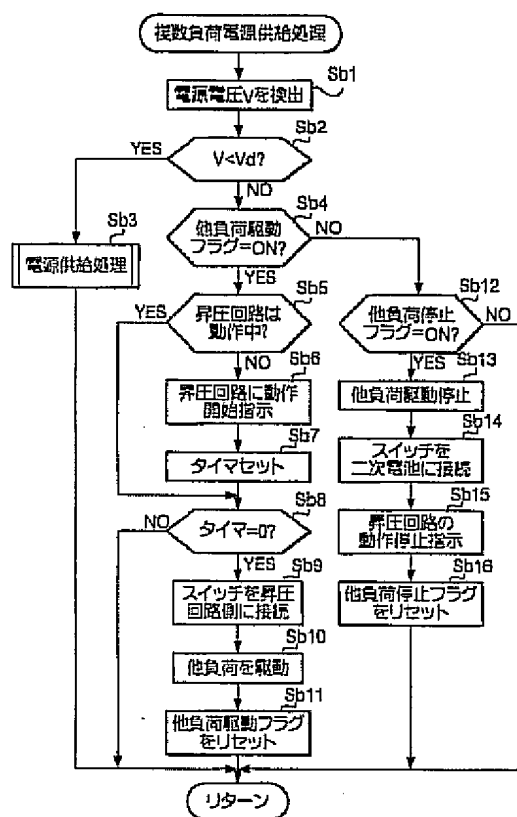 複数負荷電源供給処理
Sb1
電源電圧Vを検出
Sb2
V<Vd?
YES
NO
Sb3
電源供給処理
Sb4
他負荷駆動
フラグ=ON?
NO
YES
Sb5
昇圧回路は
動作中?
YES
NO
Sb6
昇圧回路に動作
開始指示
Sb7
タイマセット
Sb8
タイマ=0?
NO
YES
Sb9
スイッチを昇圧
回路側に接続
Sb10
他負荷を駆動
Sb11
他負荷駆動フラグ
をリセット
Sb12
他負荷停止
フラグ=ON?
NO
YES
Sb13
他負荷駆動停止
Sb14
スイッチを
二次電池に接続
Sb15
昇圧回路の
動作停止指示
Sb16
他負荷停止フラグ
をリセット
リターン